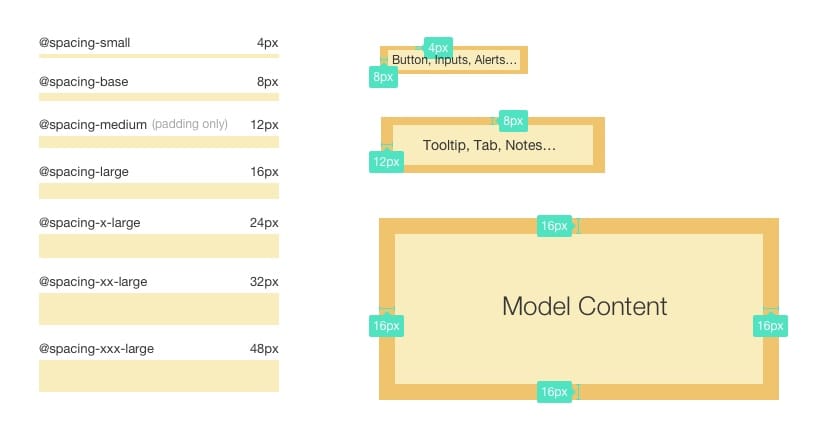 @spacing-small 4px
@spacing-base 8px
@spacing-medium (padding only) 12px
@spacing-large 16px
@spacing-x-large 24px
@spacing-xx-large 32px
@spacing-xxx-large 48px
4px
Button, Inputs, Alerts...
8px
8px
Tooltip, Tab, Notes...
12px
16px
Model Content
16px
16px
16px